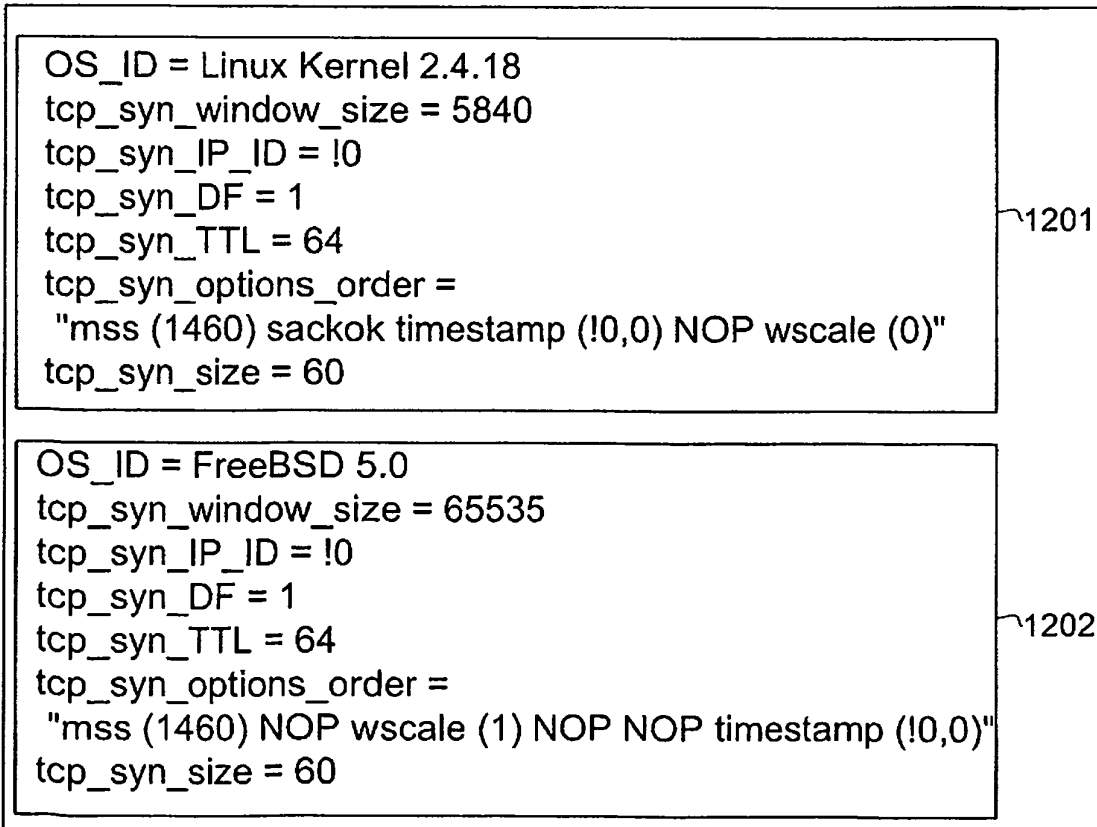 OS_ID = Linux Kernel 2.4.18
tcp_syn_window_size = 5840
tcp_syn_IP_ID = !0
tcp_syn_DF = 1
tcp_syn_TTL = 64
tcp_syn_options_order =
"mss (1460) sackok timestamp (!0,0) NOP wscale (0)"
tcp_syn_size = 60
1201
OS_ID = FreeBSD 5.0
tcp_syn_window_size = 65535
tcp_syn_IP_ID = !0
tcp_syn_DF = 1
tcp_syn_TTL = 64
tcp_syn_options_order =
"mss (1460) NOP wscale (1) NOP NOP timestamp (!0,0)"
tcp_syn_size = 60
1202